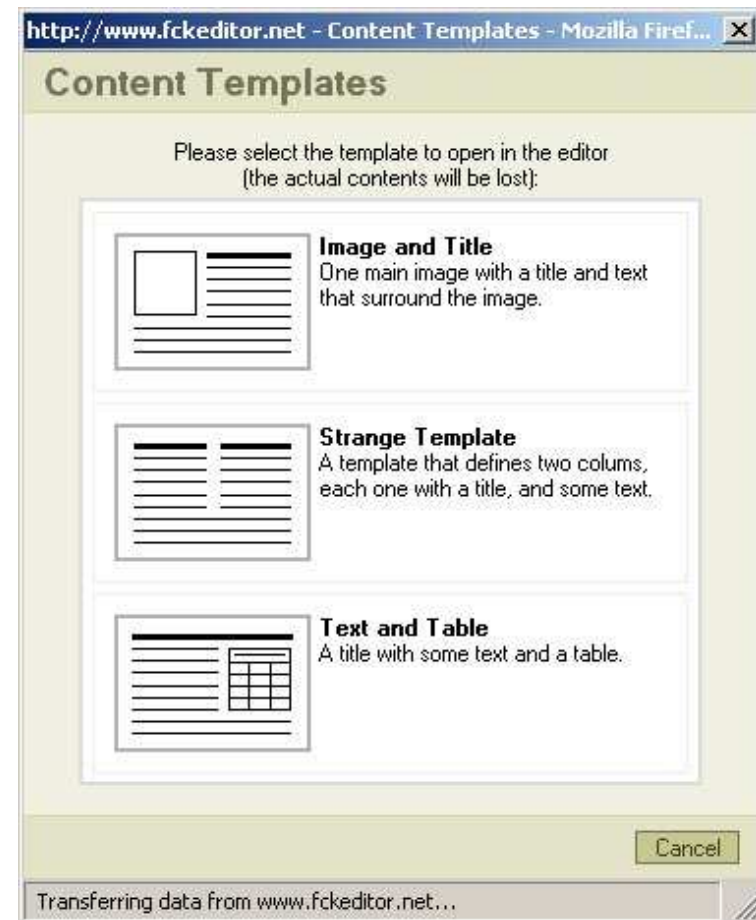 http://www.fckeditor.net - Content Templates - Mozilla Firef...
Content Templates
Please select the template to open in the editor
(the actual contents will be lost):
Image and Title
One main image with a title and text
that surround the image.
Strange Template
A template that defines two colums,
each one with a title, and some text.
Text and Table
A title with some text and a table.
Cancel
Transferring data from www.fckeditor.net...